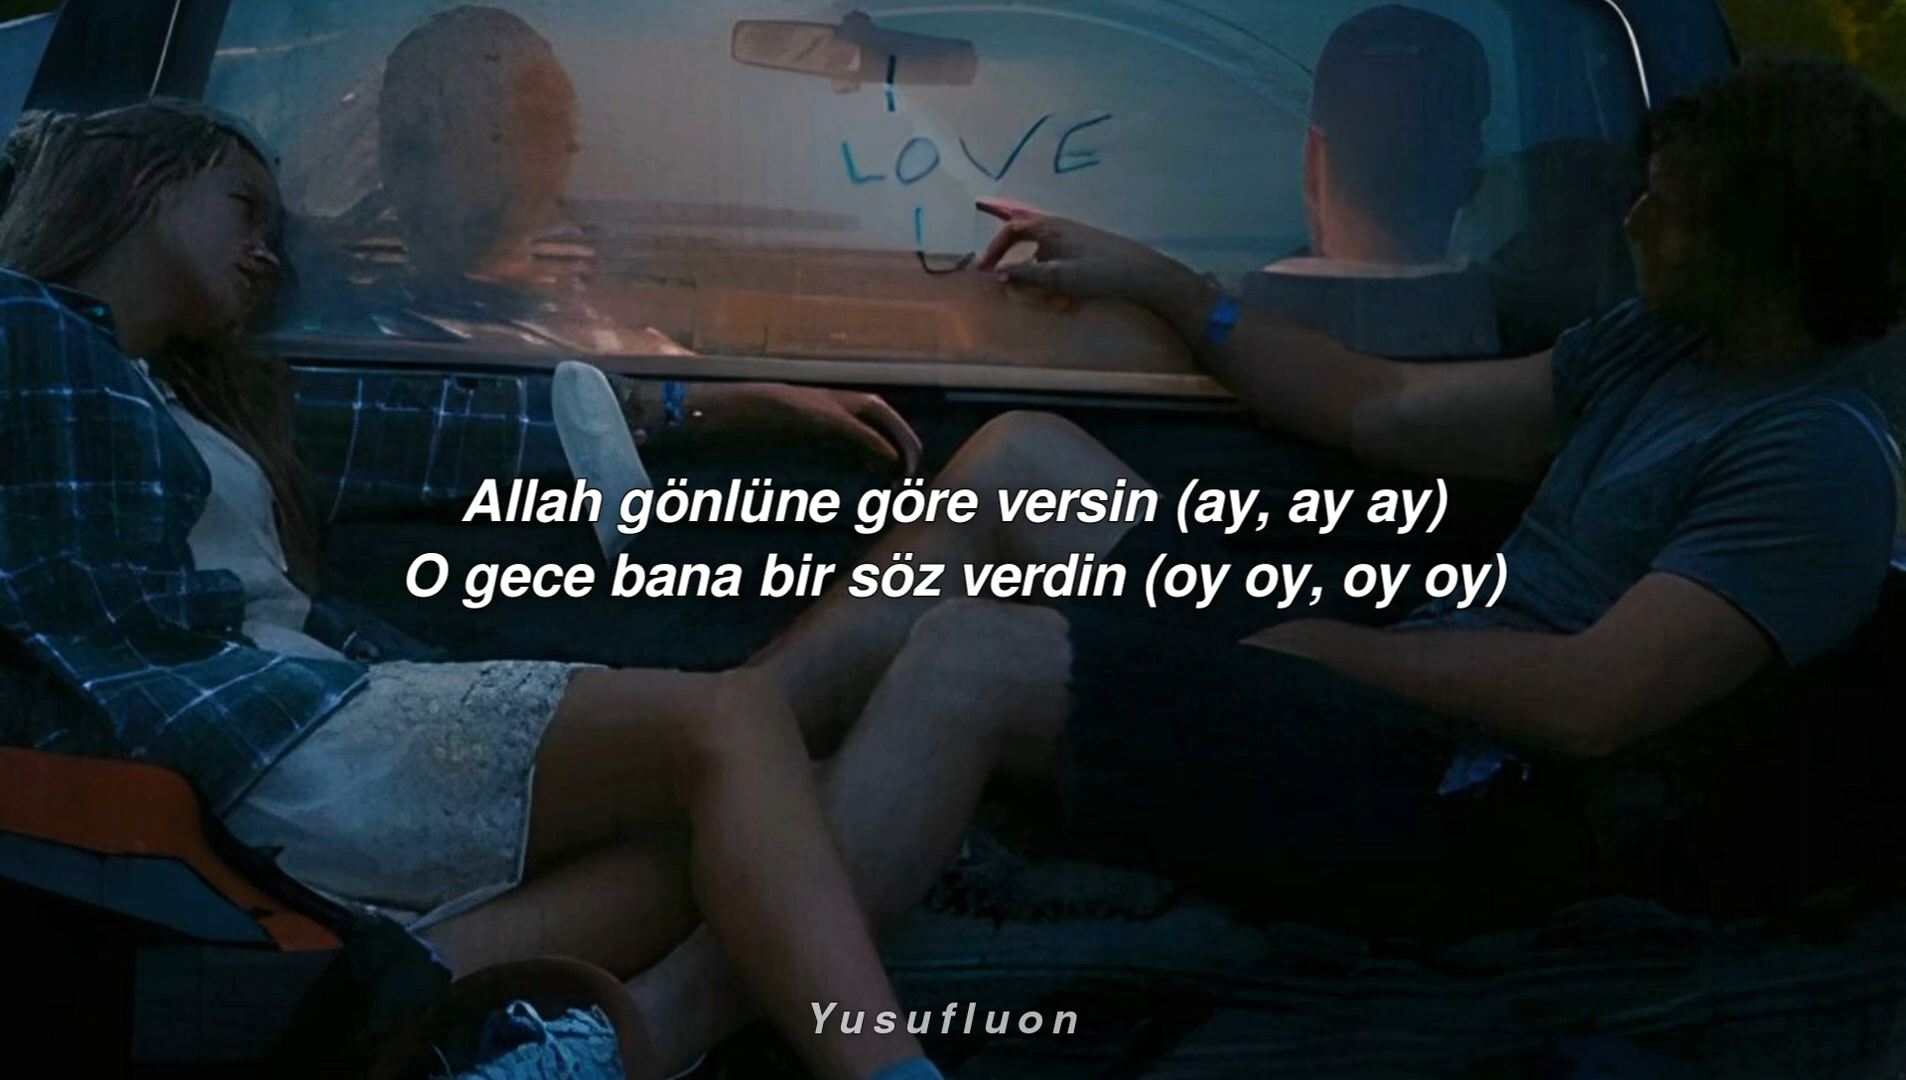 I
LOVE
U
Allah gönlüne göre versin (ay, ay ay)
O gece bana bir söz verdin (oy oy, oy oy)
Yusufluon